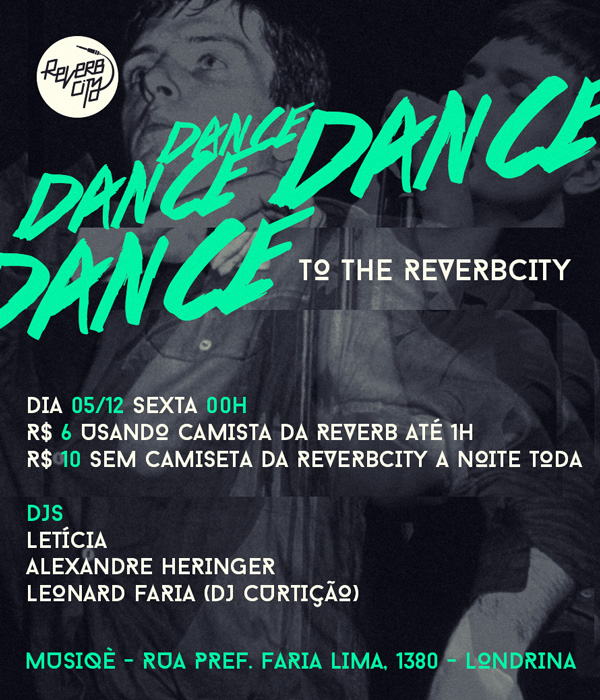 REVERB
CITY
DANCE
DANCE
DANCE
DANCE
TO THE REVERBCITY
DIA 05/12 SEXTA 00H
R$ 6 USANDO CAMISTA DA REVERB ATÉ 1H
R$ 10 SEM CAMISETA DA REVERBCITY A NOITE TODA
DJS
LETÍCIA
ALEXANDRE HERINGER
LEONARD FARIA (DJ CURTIÇÃO)
MUSIQÈ - RUA PREF. FARIA LIMA, 1380 - LONDRINA